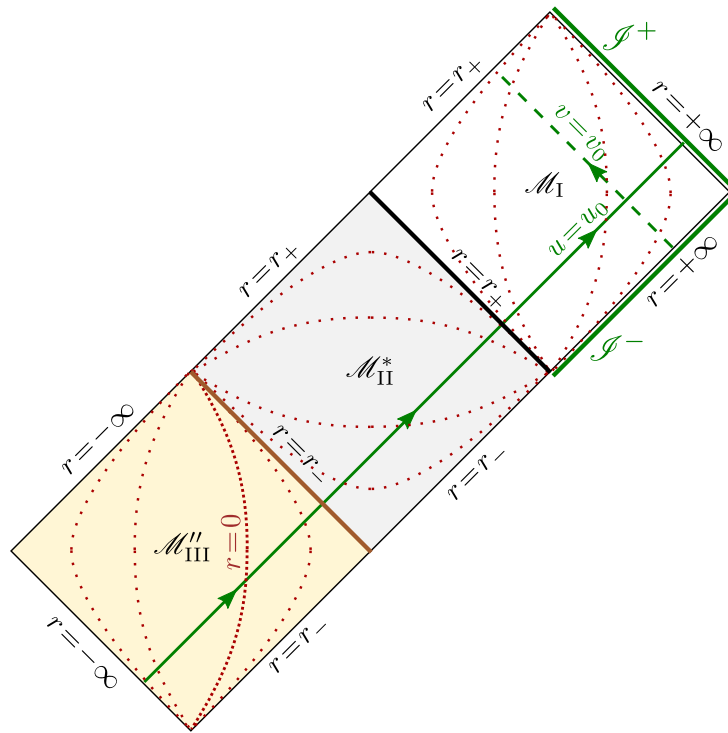 ℐ⁺
r = r₊
r = +∞
v = v₀
ℳ_I
u = u₀
r = r₊
r = r₊
r = +∞
ℐ⁻
ℳ*_II
r = −∞
r = r₋
r = r₋
r = 0
ℳ″_III
r = −∞
r = r₋